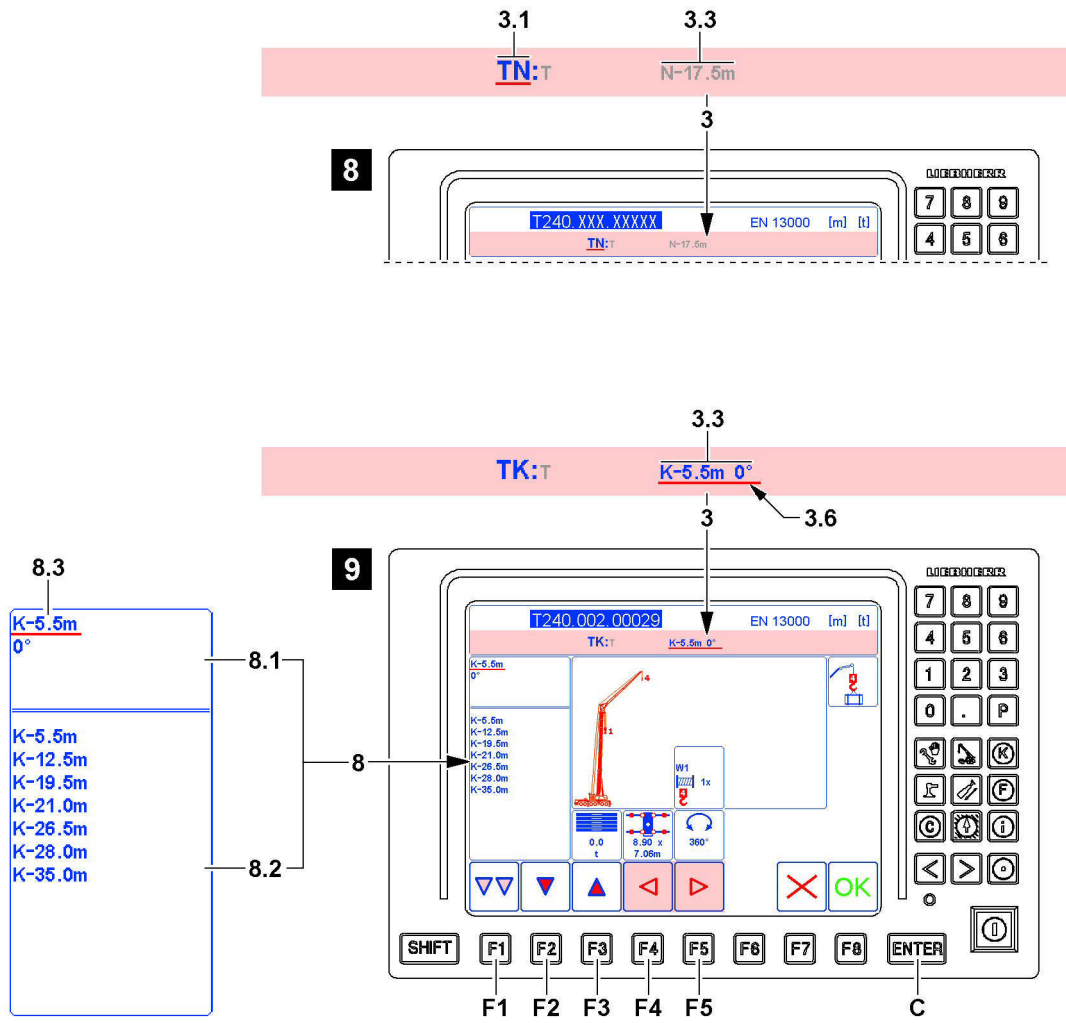 3.1 3.3
TN:T N-17.5m
3
8
LIEBHERR
T240.XXX.XXXXX EN 13000 [m] [t]
TN:T N-17.5m
7 8 9
4 5 6
3.3
TK:T K-5.5m 0°
3 3.6
9
8.3
K-5.5m
0°
8.1
K-5.5m
K-12.5m
K-19.5m
K-21.0m
K-26.5m
K-28.0m
K-35.0m
8
8.2
LIEBHERR
T240.002.00029 EN 13000 [m] [t]
TK:T K-5.5m 0°
K-5.5m
0°
K-5.5m
K-12.5m
K-19.5m
K-21.0m
K-26.5m
K-28.0m
K-35.0m
4
1
4
W1
1x
0.0
t
8.90 x
7.06m
360°
OK
7 8 9
4 5 6
1 2 3
0 . P
K
F
C i
SHIFT F1 F2 F3 F4 F5 F6 F7 F8 ENTER
F1 F2 F3 F4 F5 C